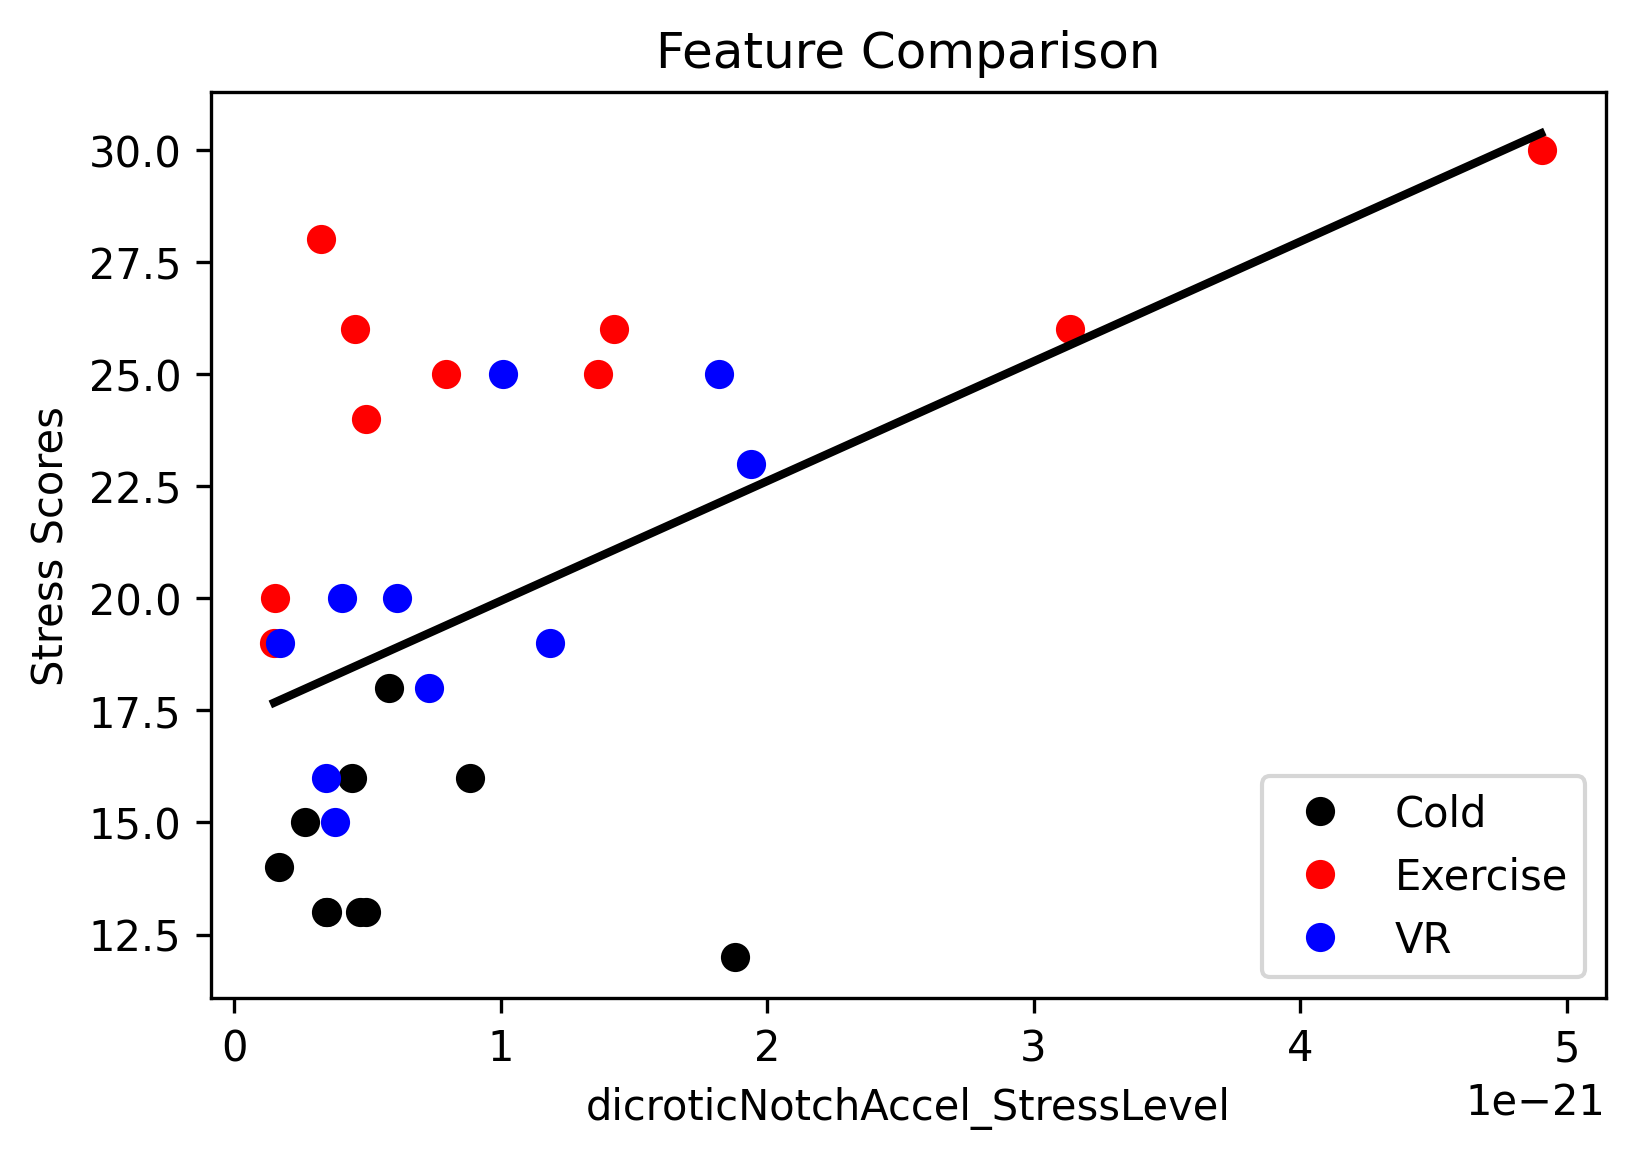 Feature Comparison
Stress Scores
30.0
27.5
25.0
22.5
20.0
17.5
15.0
12.5
Cold
Exercise
VR
0 1 2 3 4 5
1e−21
dicroticNotchAccel_StressLevel